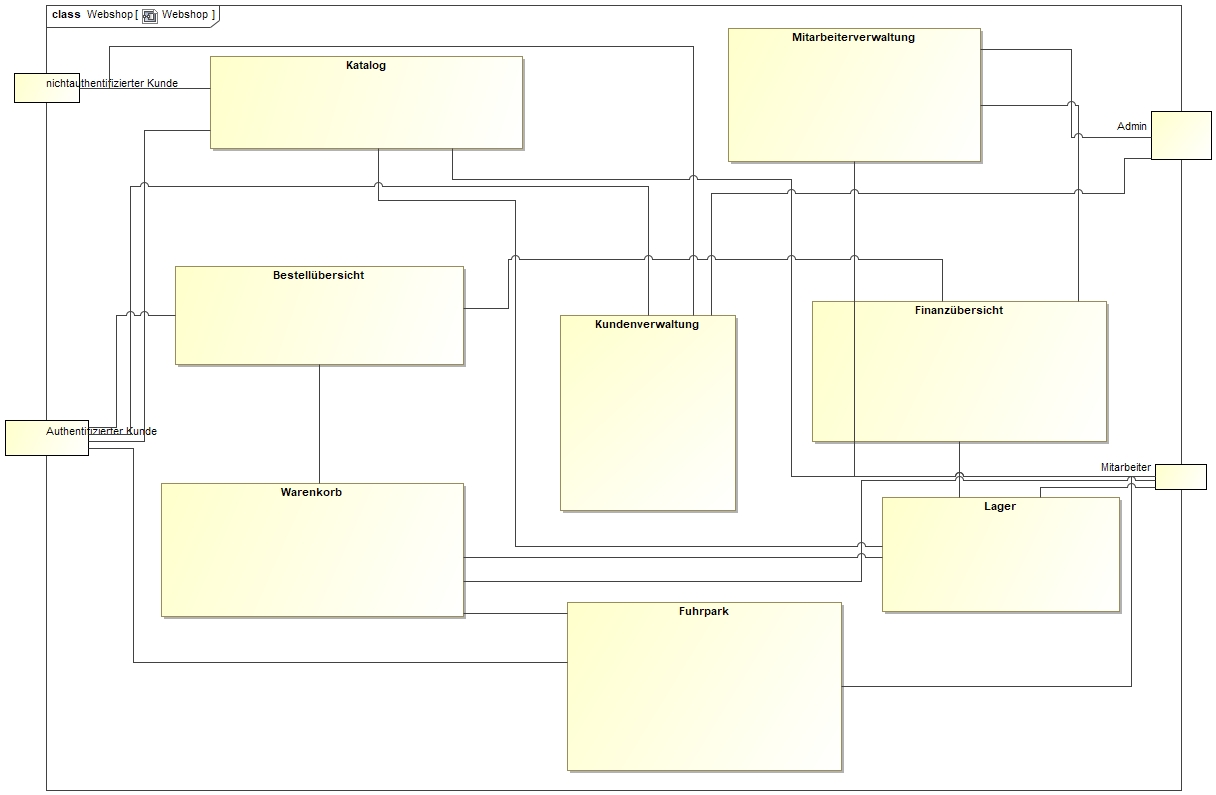 class Webshop [ Webshop ]
Mitarbeiterverwaltung
Katalog
nichtauthentifizierter Kunde
Admin
Bestellübersicht
Finanzübersicht
Kundenverwaltung
Authentifizierter Kunde
Mitarbeiter
Warenkorb
Lager
Fuhrpark